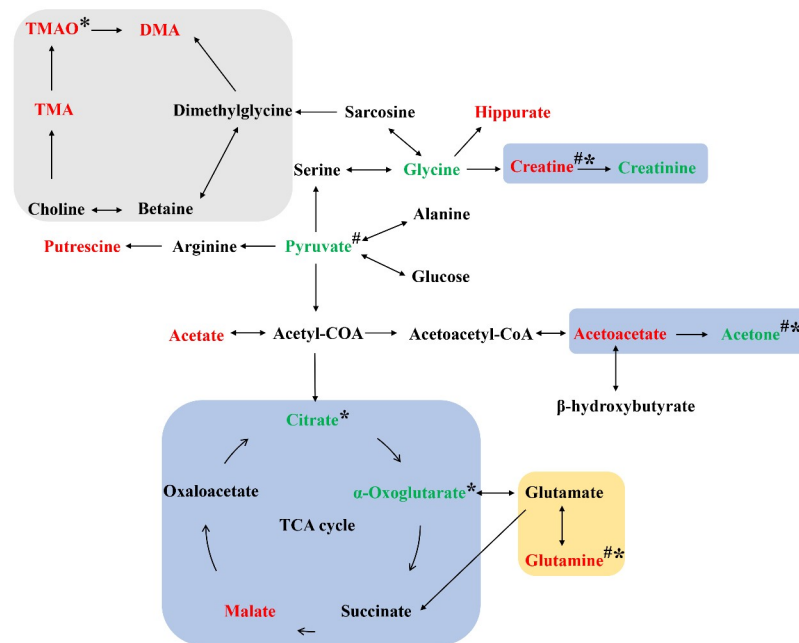 TMAO* DMA
TMA
Dimethylglycine Sarcosine Hippurate
Serine Glycine Creatine#* Creatinine
Choline Betaine Alanine
Putrescine Arginine Pyruvate#
Glucose
Acetate Acetyl-COA Acetoacetyl-CoA Acetoacetate Acetone#*
β-hydroxybutyrate
Citrate*
Oxaloacetate α-Oxoglutarate* Glutamate
TCA cycle
Glutamine#*
Malate Succinate